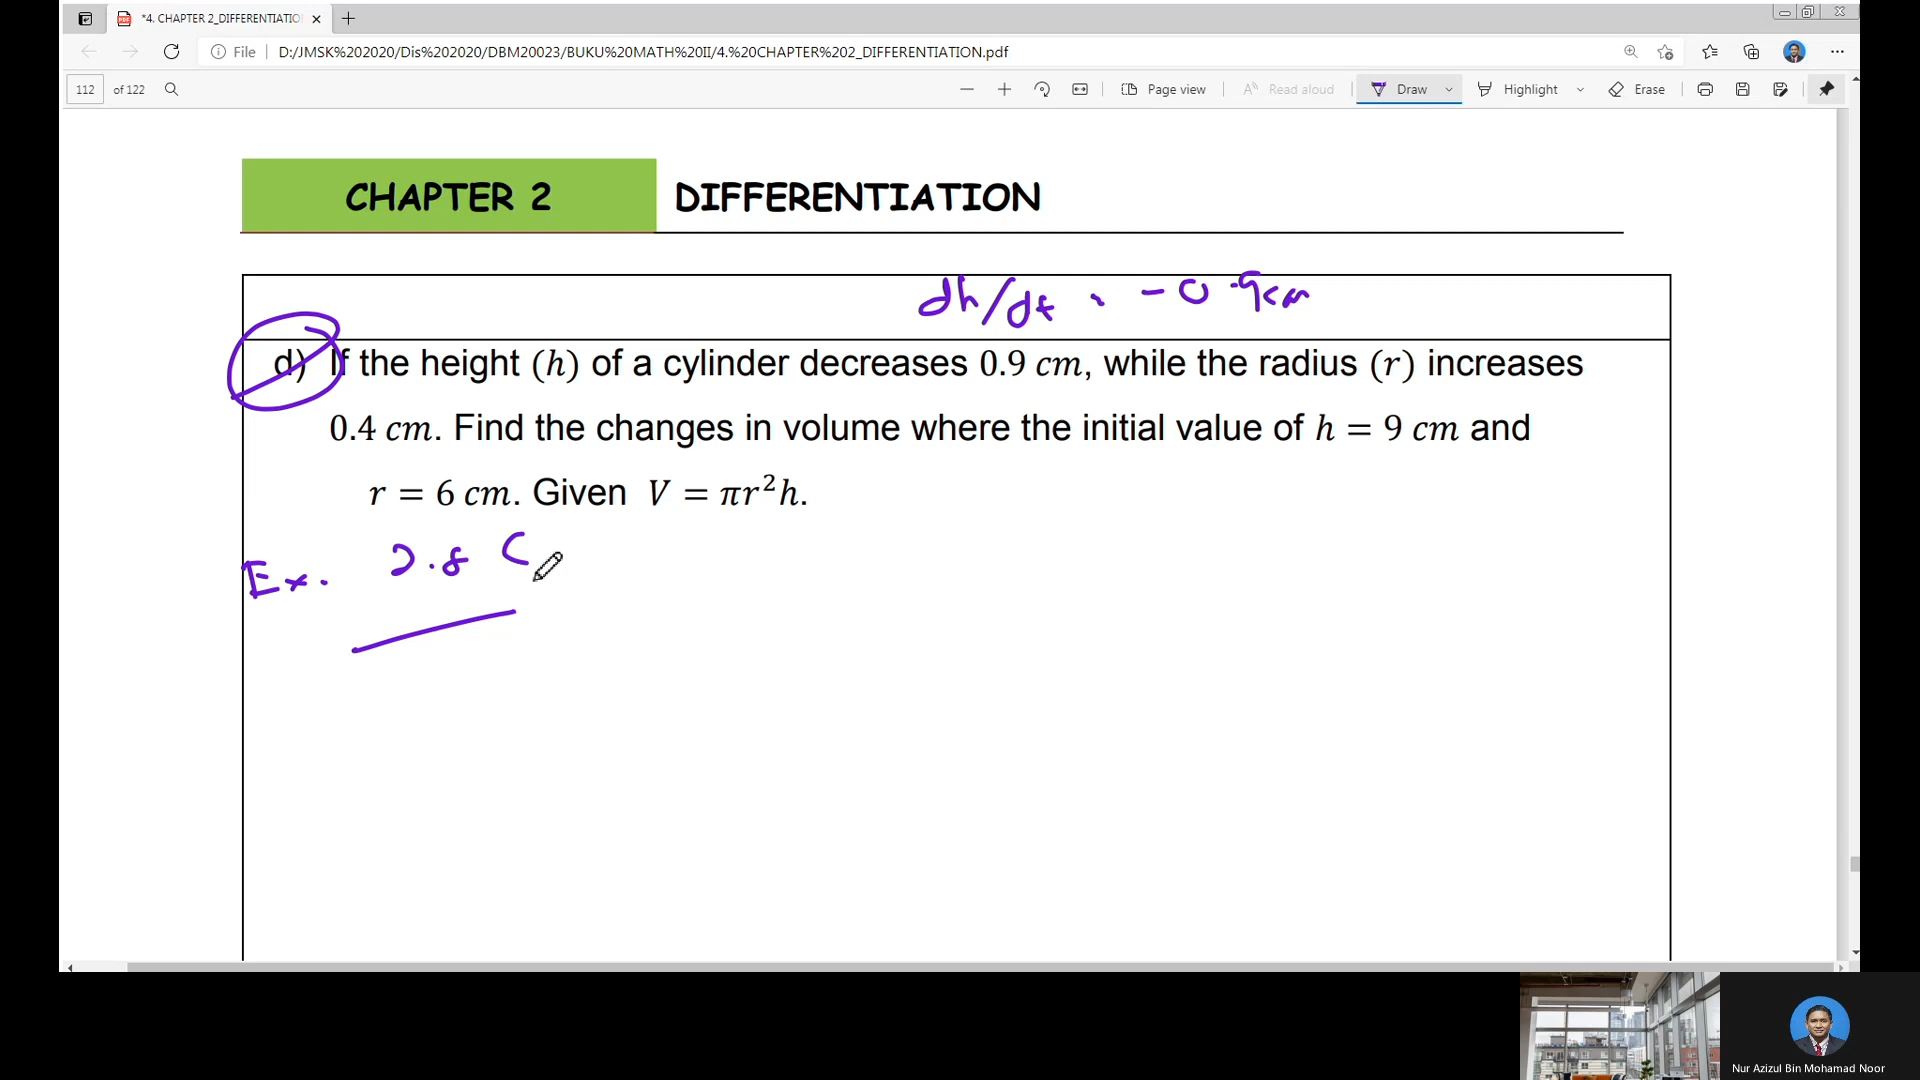 *4. CHAPTER 2_DIFFERENTIATIO
File D:/JMSK%202020/Dis%202020/DBM20023/BUKU%20MATH%20II/4.%20CHAPTER%202_DIFFERENTIATION.pdf
112 of 122 Page view Read aloud Draw Highlight Erase
CHAPTER 2 DIFFERENTIATION
dh/dt = -0.9cm
d) If the height (h) of a cylinder decreases 0.9 cm, while the radius (r) increases
0.4 cm. Find the changes in volume where the initial value of h = 9 cm and
r = 6 cm. Given V = πr²h.
Ex. 2.8 C
Nur Azizul Bin Mohamad Noor